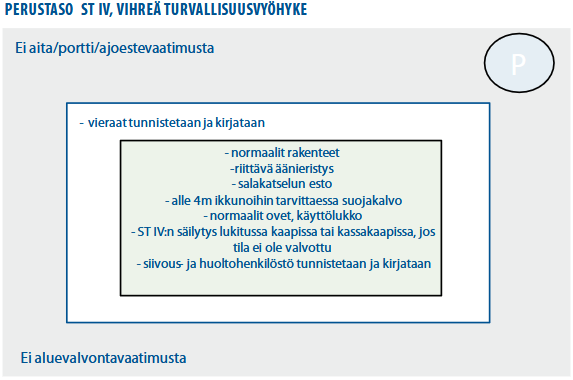 PERUSTASO ST IV, VIHREÄ TURVALLISUUSVYÖHYKE
Ei aita/portti/ajoestevaatimusta
P
- vieraat tunnistetaan ja kirjataan
- normaalit rakenteet
-riittävä äänieristys
- salakatselun esto
- alle 4m ikkunoihin tarvittaessa suojakalvo
- normaalit ovet, käyttölukko
- ST IV:n säilytys lukitussa kaapissa tai kassakaapissa, jos
tila ei ole valvottu
- siivous- ja huoltohenkilöstö tunnistetaan ja kirjataan
Ei aluevalvontavaatimusta